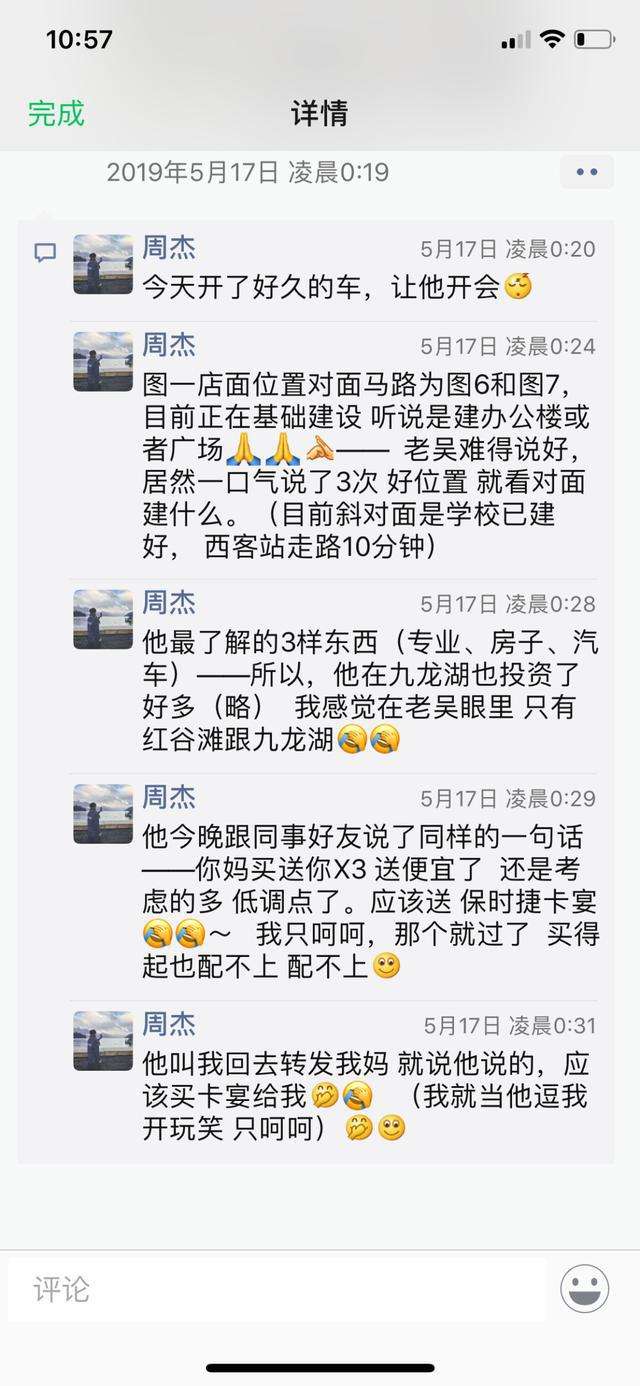 10:57
完成
详情
2019年5月17日 凌晨0:19
周杰
5月17日 凌晨0:20
今天开了好久的车，让他开会😴
周杰
5月17日 凌晨0:24
图一店面位置对面马路为图6和图7，
目前正在基础建设 听说是建办公楼或
者广场🙏🙏👏—— 老吴难得说好，
居然一口气说了3次 好位置 就看对面
建什么。（目前斜对面是学校已建
好， 西客站走路10分钟）
周杰
5月17日 凌晨0:28
他最了解的3样东西（专业、房子、汽
车）——所以，他在九龙湖也投资了
好多（略） 我感觉在老吴眼里 只有
红谷滩跟九龙湖
周杰
5月17日 凌晨0:29
他今晚跟同事好友说了同样的一句话
——你妈买送你X3 送便宜了 还是考
虑的多 低调点了。应该送 保时捷卡宴
～ 我只呵呵，那个就过了 买得
起也配不上 配不上🙂
周杰
5月17日 凌晨0:31
他叫我回去转发我妈 就说他说的，应
该买卡宴给我🤭 （我就当他逗我
开玩笑 只呵呵）🤭🙂
评论